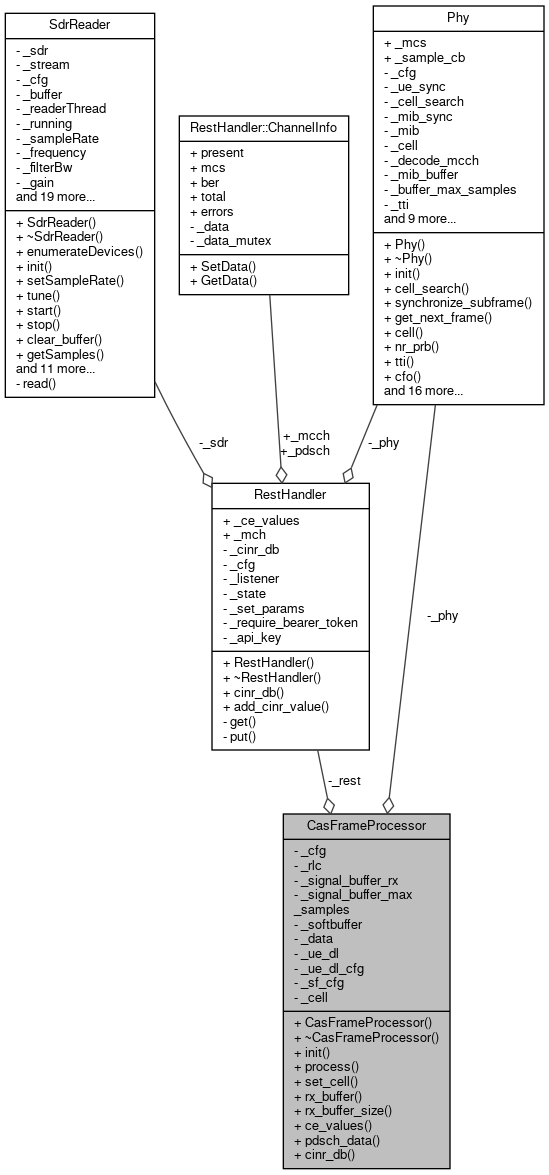 SdrReader
- _sdr
- _stream
- _cfg
- _buffer
- _readerThread
- _running
- _sampleRate
- _frequency
- _filterBw
- _gain
and 19 more...
+ SdrReader()
+ ~SdrReader()
+ enumerateDevices()
+ init()
+ setSampleRate()
+ tune()
+ start()
+ stop()
+ clear_buffer()
+ getSamples()
and 11 more...
- read()
RestHandler::ChannelInfo
+ present
+ mcs
+ ber
+ total
+ errors
- _data
- _data_mutex
+ SetData()
+ GetData()
Phy
+ _mcs
+ _sample_cb
- _cfg
- _ue_sync
- _cell_search
- _mib_sync
- _mib
- _cell
- _decode_mcch
- _mib_buffer
- _buffer_max_samples
- _tti
and 9 more...
+ Phy()
+ ~Phy()
+ init()
+ cell_search()
+ synchronize_subframe()
+ get_next_frame()
+ cell()
+ nr_prb()
+ tti()
+ cfo()
and 16 more...
-_sdr
+_mcch
+_pdsch
-_phy
RestHandler
+ _ce_values
+ _mch
- _cinr_db
- _cfg
- _listener
- _state
- _set_params
- _require_bearer_token
- _api_key
+ RestHandler()
+ ~RestHandler()
+ cinr_db()
+ add_cinr_value()
- get()
- put()
-_phy
-_rest
CasFrameProcessor
- _cfg
- _rlc
- _signal_buffer_rx
- _signal_buffer_max
_samples
- _softbuffer
- _data
- _ue_dl
- _ue_dl_cfg
- _sf_cfg
- _cell
+ CasFrameProcessor()
+ ~CasFrameProcessor()
+ init()
+ process()
+ set_cell()
+ rx_buffer()
+ rx_buffer_size()
+ ce_values()
+ pdsch_data()
+ cinr_db()